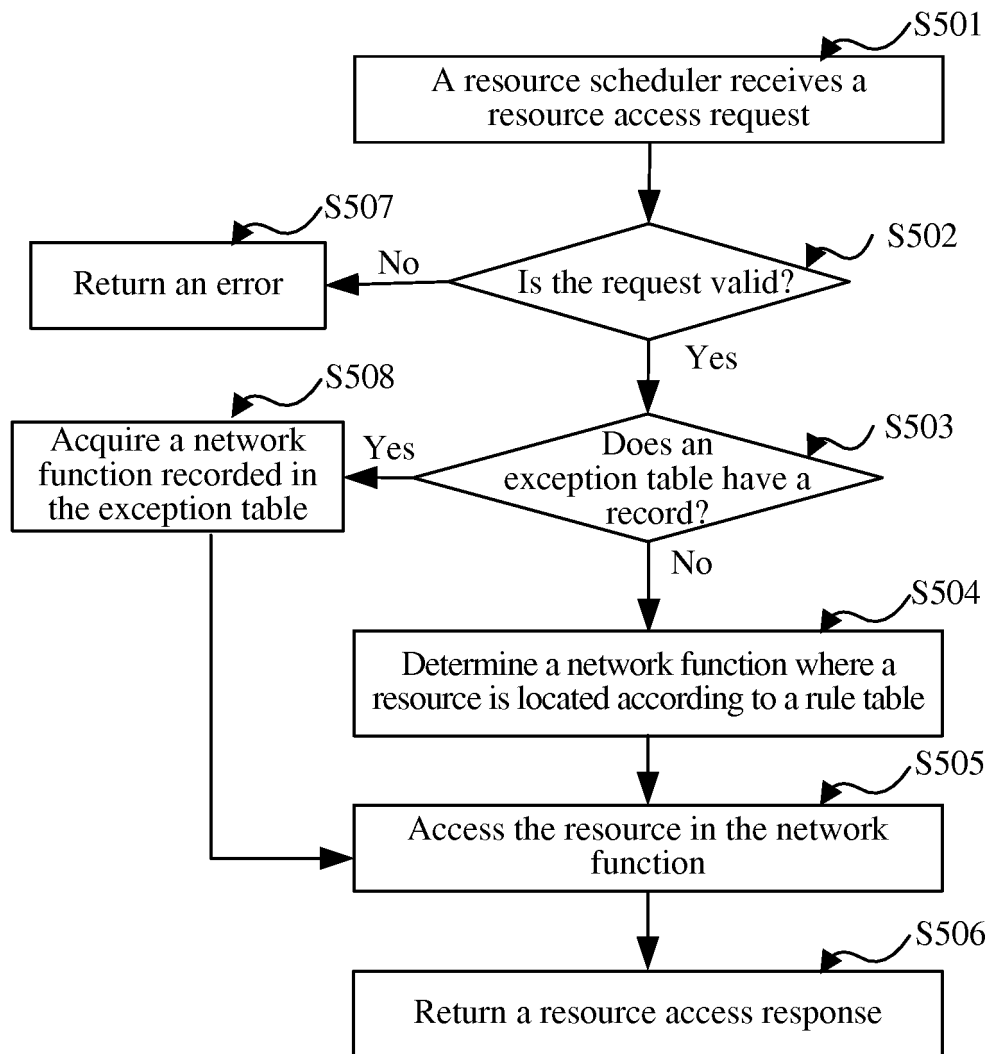 S501
A resource scheduler receives a
resource access request
S507
Return an error
No
S502
Is the request valid?
Yes
S508
Acquire a network
function recorded in
the exception table
Yes
S503
Does an
exception table have a
record?
No
S504
Determine a network function where a
resource is located according to a rule table
S505
Access the resource in the network
function
S506
Return a resource access response